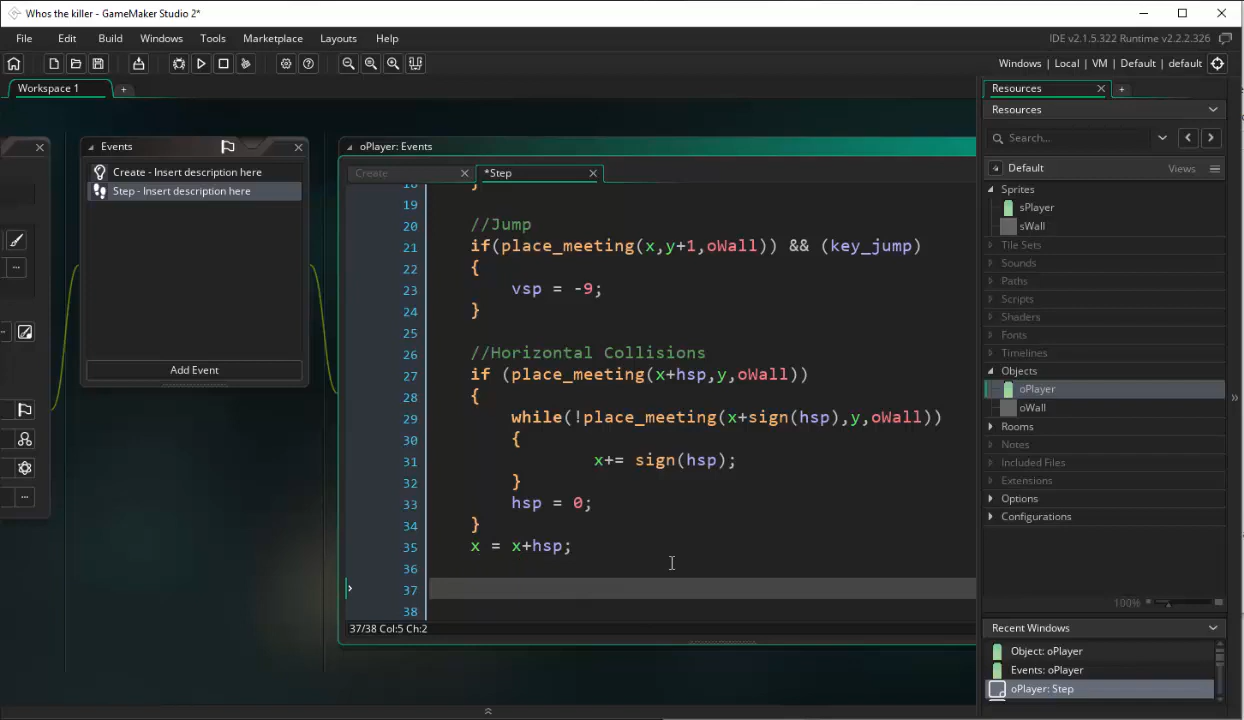 Whos the killer - GameMaker Studio 2*
File Edit Build Windows Tools Marketplace Layouts Help
IDE v2.1.5.322 Runtime v2.2.2.326
Windows | Local | VM | Default | default
Workspace 1
+
Resources
+
Resources
Search...
Default
Views
Sprites
sPlayer
sWall
Tile Sets
Sounds
Paths
Scripts
Shaders
Fonts
Timelines
Objects
oPlayer
oWall
Rooms
Notes
Included Files
Extensions
Options
Configurations
100%
Recent Windows
Object: oPlayer
Events: oPlayer
oPlayer: Step
Events
Create - Insert description here
Step - Insert description here
Add Event
oPlayer: Events
Create
*Step
19
20 //Jump
21 if(place_meeting(x,y+1,oWall)) && (key_jump)
22 {
23 vsp = -9;
24 }
25
26 //Horizontal Collisions
27 if (place_meeting(x+hsp,y,oWall))
28 {
29 while(!place_meeting(x+sign(hsp),y,oWall))
30 {
31 x+= sign(hsp);
32 }
33 hsp = 0;
34 }
35 x = x+hsp;
36
37
38
37/38 Col:5 Ch:2